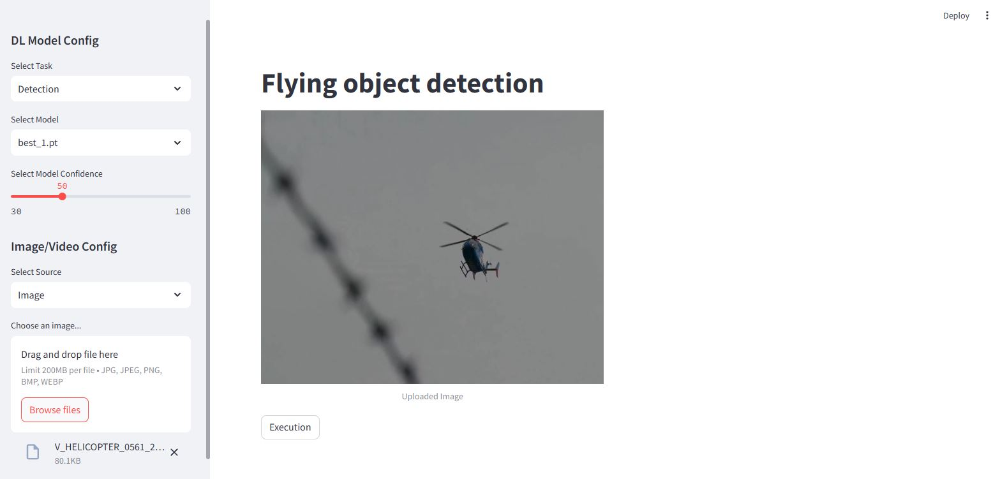 Deploy
DL Model Config
Select Task
Detection
Select Model
best_1.pt
Select Model Confidence
50
30
100
Image/Video Config
Select Source
Image
Choose an image...
Drag and drop file here
Limit 200MB per file • JPG, JPEG, PNG,
BMP, WEBP
Browse files
V_HELICOPTER_0561_2...
80.1KB
Flying object detection
Uploaded Image
Execution